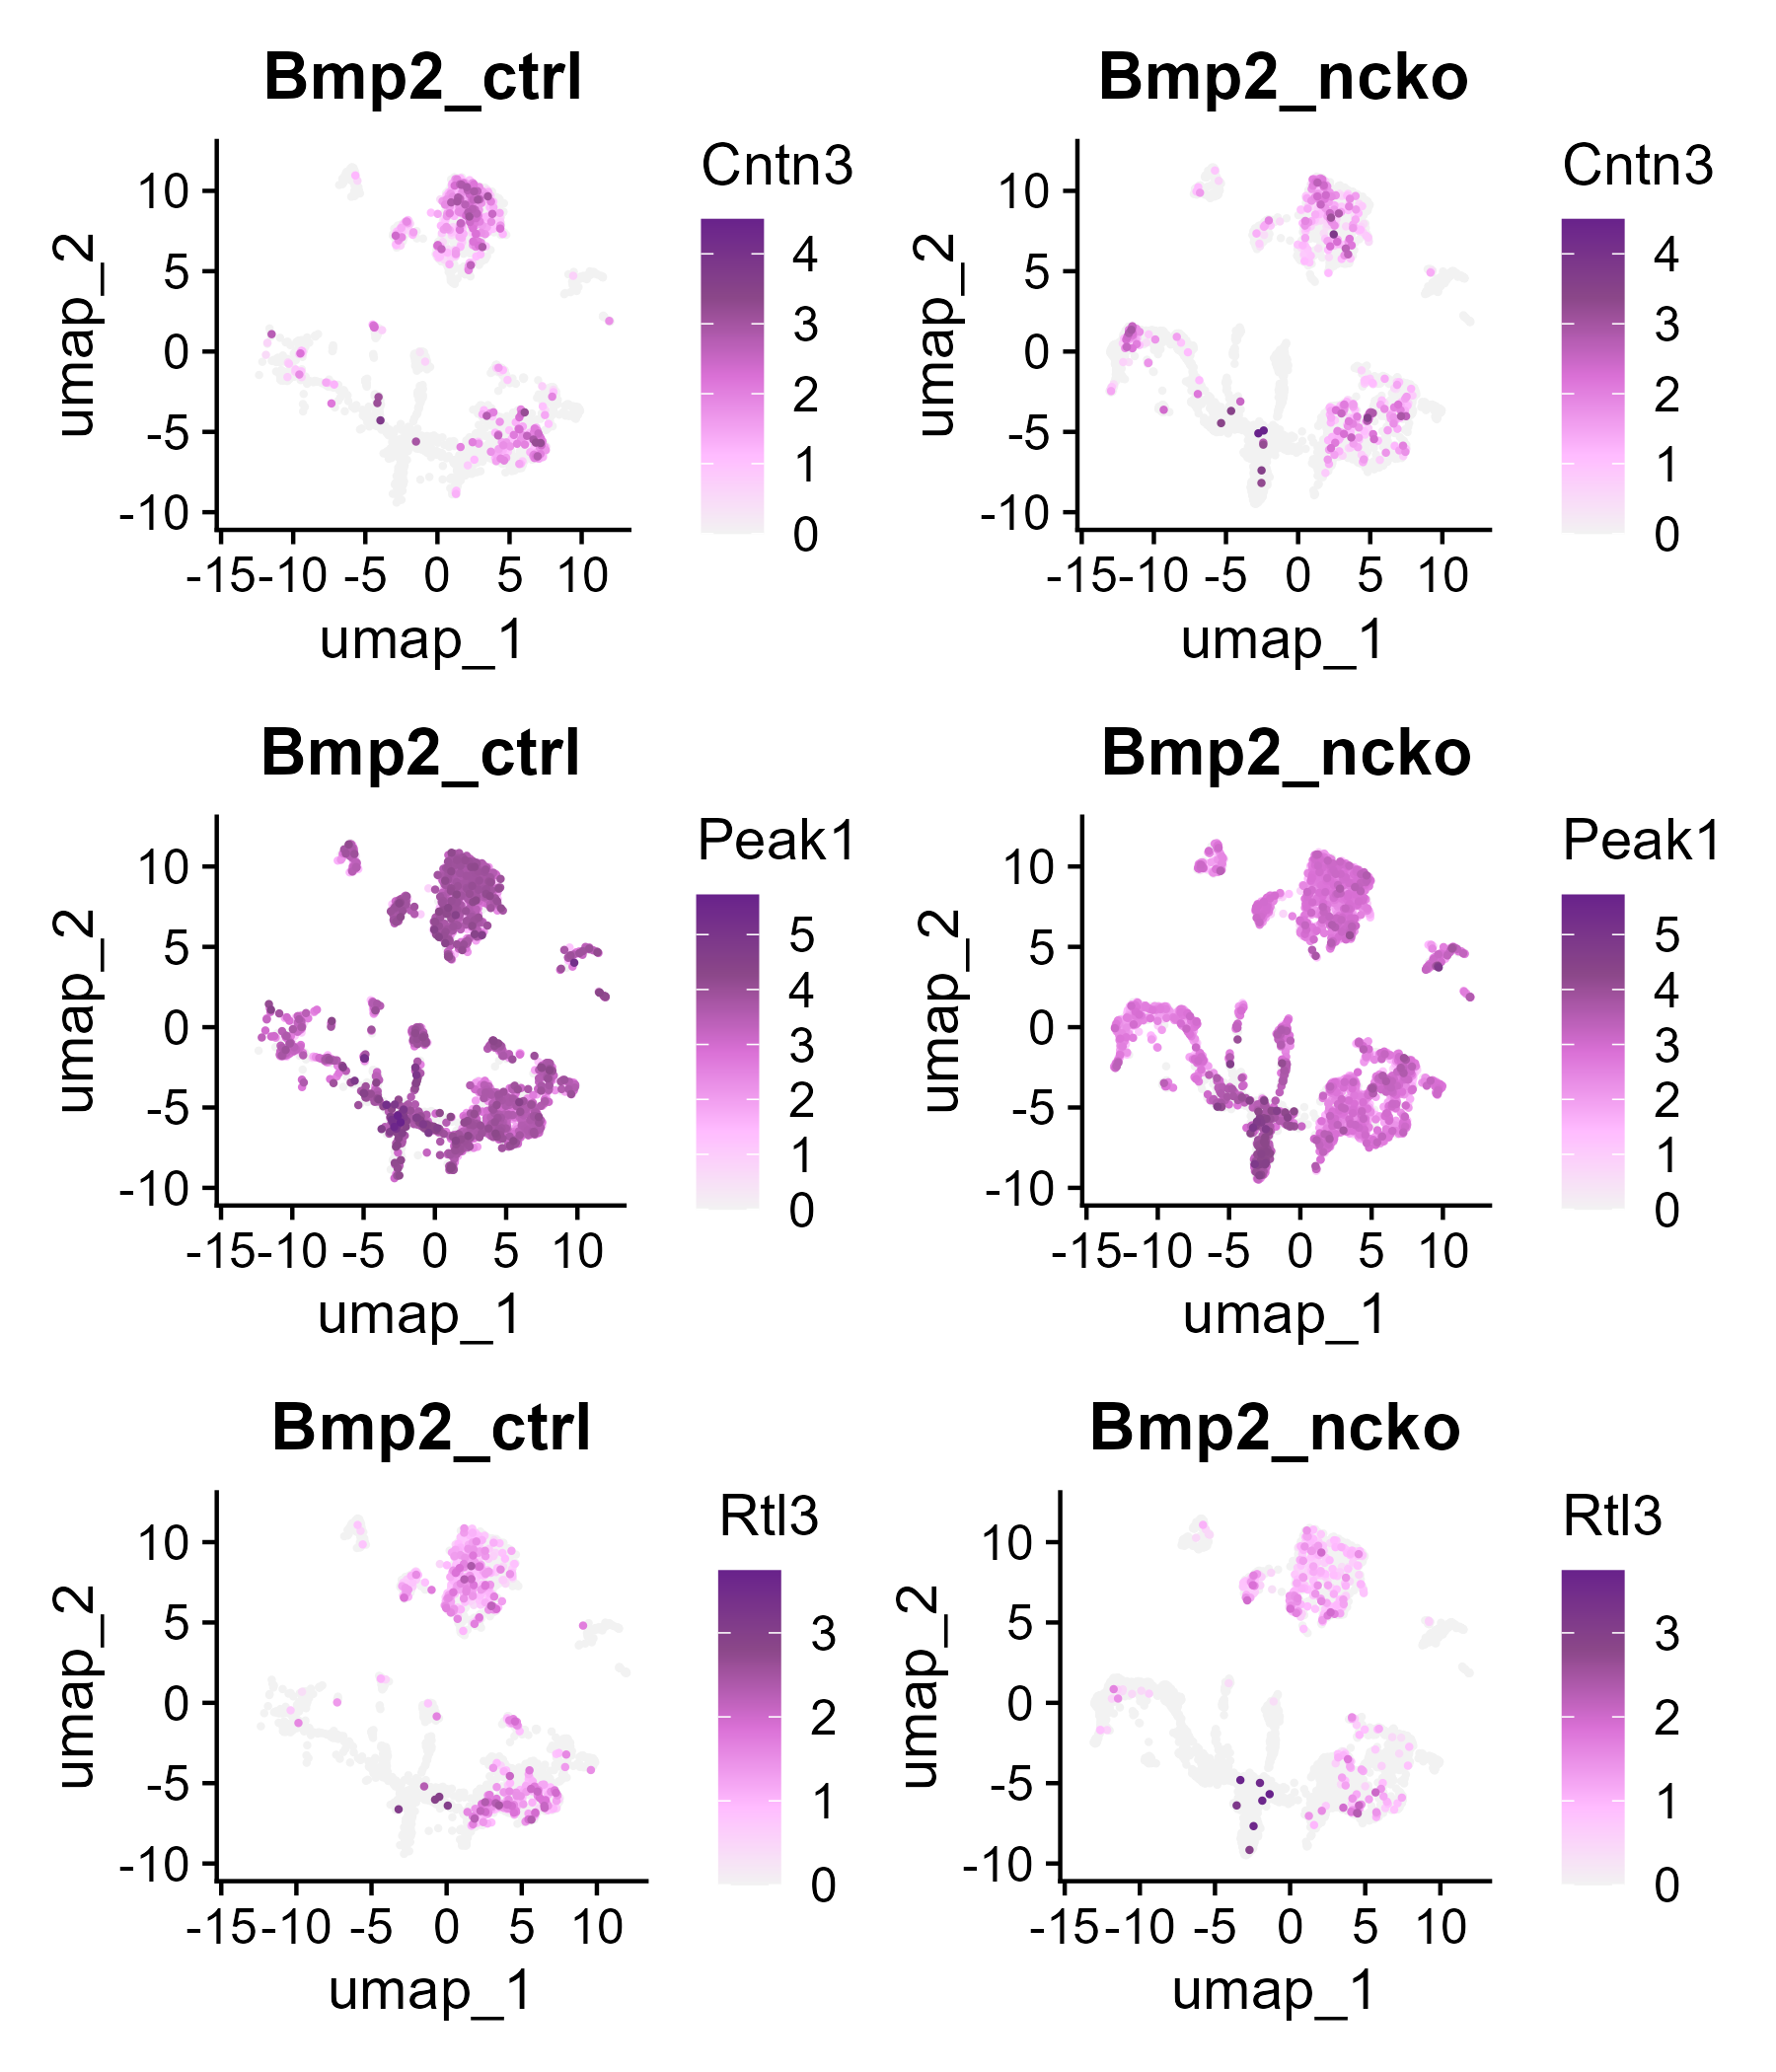 Bmp2_ctrl Bmp2_ncko
Cntn3 Cntn3
umap_2 10 5 0 -5 -10 4 3 2 1 0 umap_2 10 5 0 -5 -10 4 3 2 1 0
-15 -10 -5 0 5 10 -15 -10 -5 0 5 10
umap_1 umap_1
Bmp2_ctrl Bmp2_ncko
Peak1 Peak1
umap_2 10 5 0 -5 -10 5 4 3 2 1 0 umap_2 10 5 0 -5 -10 5 4 3 2 1 0
-15 -10 -5 0 5 10 -15 -10 -5 0 5 10
umap_1 umap_1
Bmp2_ctrl Bmp2_ncko
Rtl3 Rtl3
umap_2 10 5 0 -5 -10 3 2 1 0 umap_2 10 5 0 -5 -10 3 2 1 0
-15 -10 -5 0 5 10 -15 -10 -5 0 5 10
umap_1 umap_1